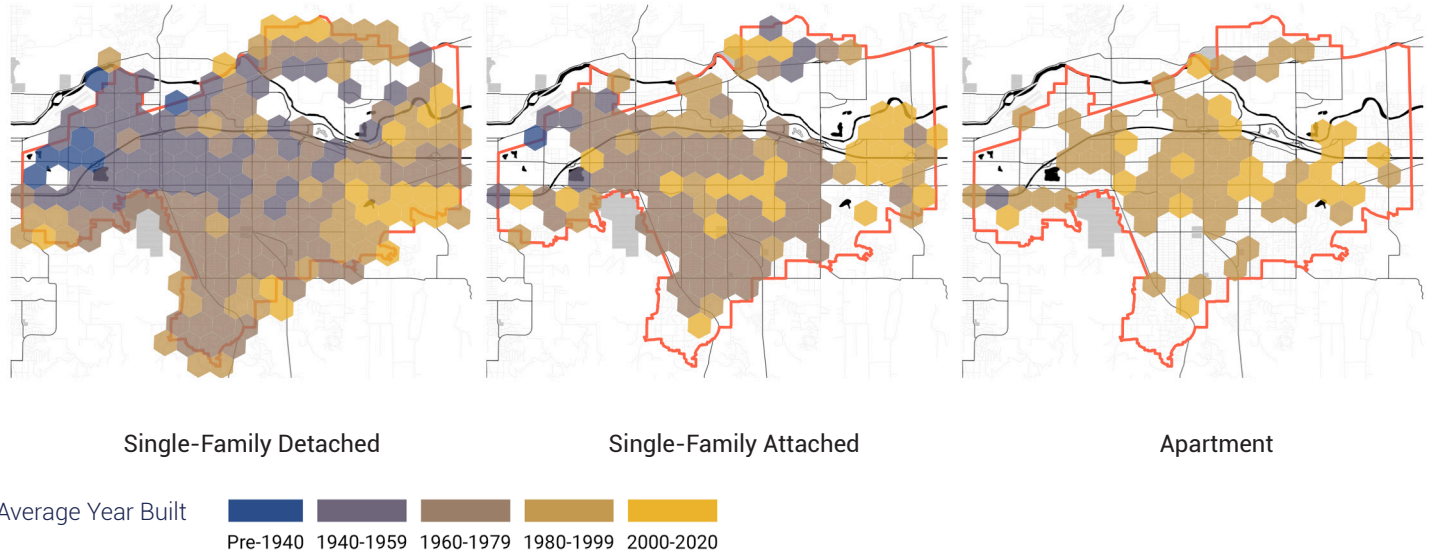 Single-Family Detached
Single-Family Attached
Apartment
Average Year Built
Pre-1940
1940-1959
1960-1979
1980-1999
2000-2020